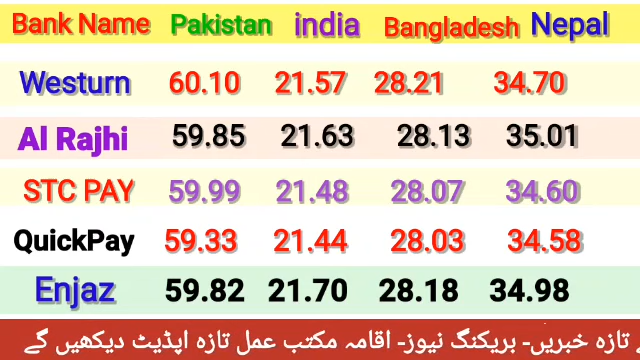 Bank Name Pakistan india Bangladesh Nepal
Westurn 60.10 21.57 28.21 34.70
Al Rajhi 59.85 21.63 28.13 35.01
STC PAY 59.99 21.48 28.07 34.60
QuickPay 59.33 21.44 28.03 34.58
Enjaz 59.82 21.70 28.18 34.98
تازہ خبریں- بریکنگ نیوز- اقامہ مکتب عمل تازہ اپڈیٹ دیکھیں گے